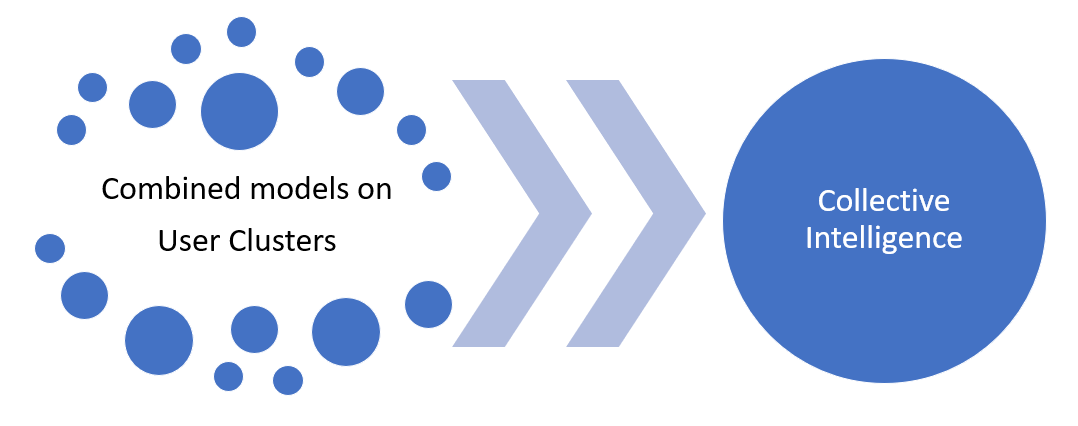 Combined models on
User Clusters
Collective
Intelligence